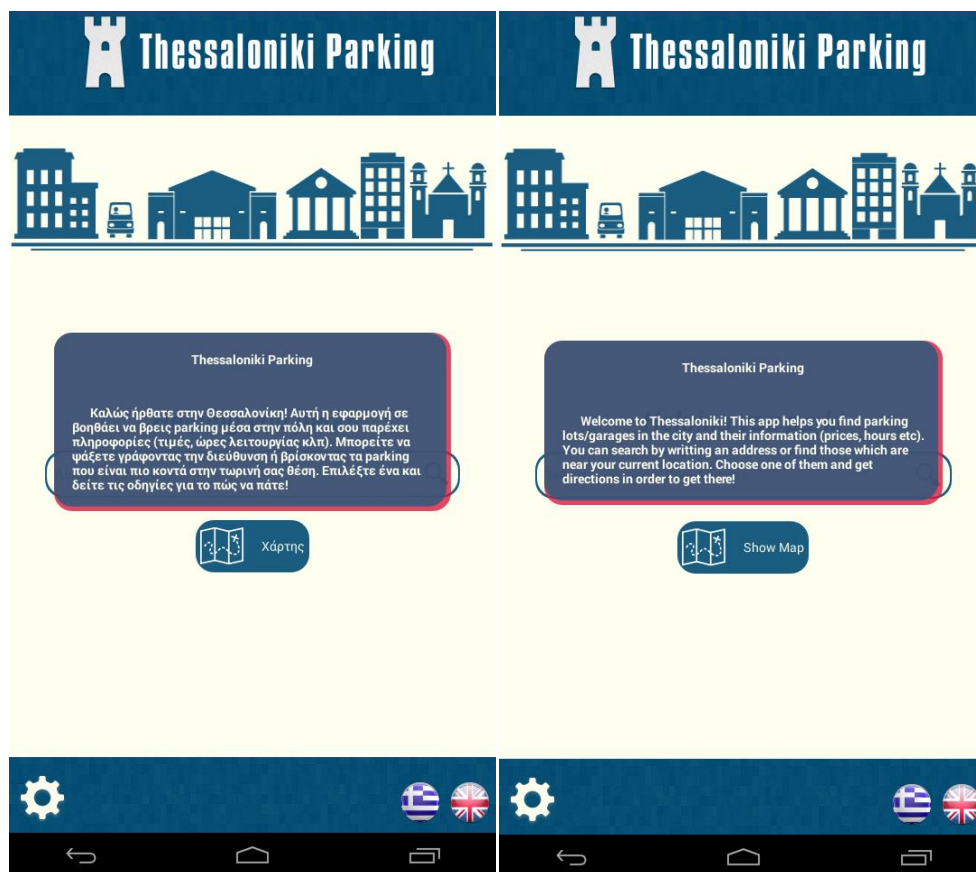 Thessaloniki Parking
Thessaloniki Parking
Καλώς ήρθατε στην Θεσσαλονίκη! Αυτή η εφαρμογή σε
βοηθάει να βρεις parking μέσα στην πόλη και σου παρέχει
πληροφορίες (τιμές, ώρες λειτουργίας κλπ). Μπορείτε να
ψάξετε γράφοντας την διεύθυνση ή βρίσκοντας τα parking
που είναι πιο κοντά στην τωρινή σας θέση. Επιλέξτε ένα και
δείτε τις οδηγίες για το πώς να πάτε!
Χάρτης
Thessaloniki Parking
Thessaloniki Parking
Welcome to Thessaloniki! This app helps you find parking
lots/garages in the city and their information (prices, hours etc).
You can search by writting an address or find those which are
near your current location. Choose one of them and get
directions in order to get there!
Show Map